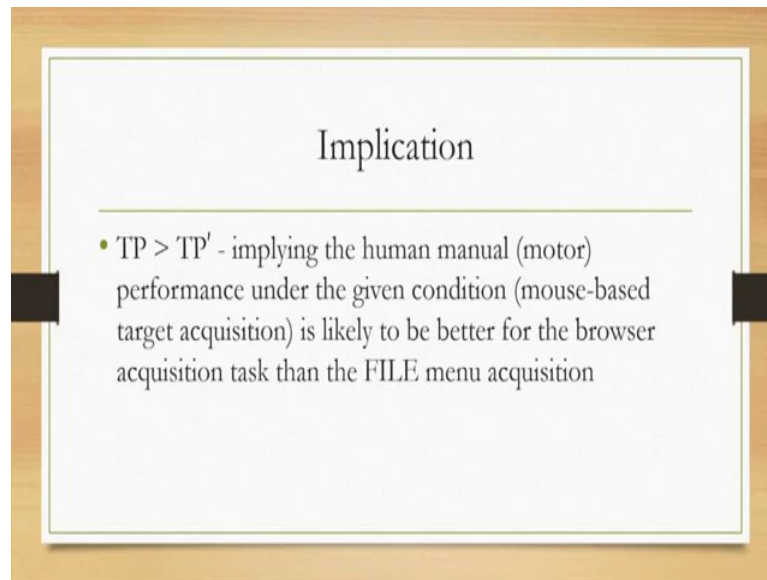 Implication
• TP > TP' - implying the human manual (motor)
performance under the given condition (mouse-based
target acquisition) is likely to be better for the browser
acquisition task than the FILE menu acquisition